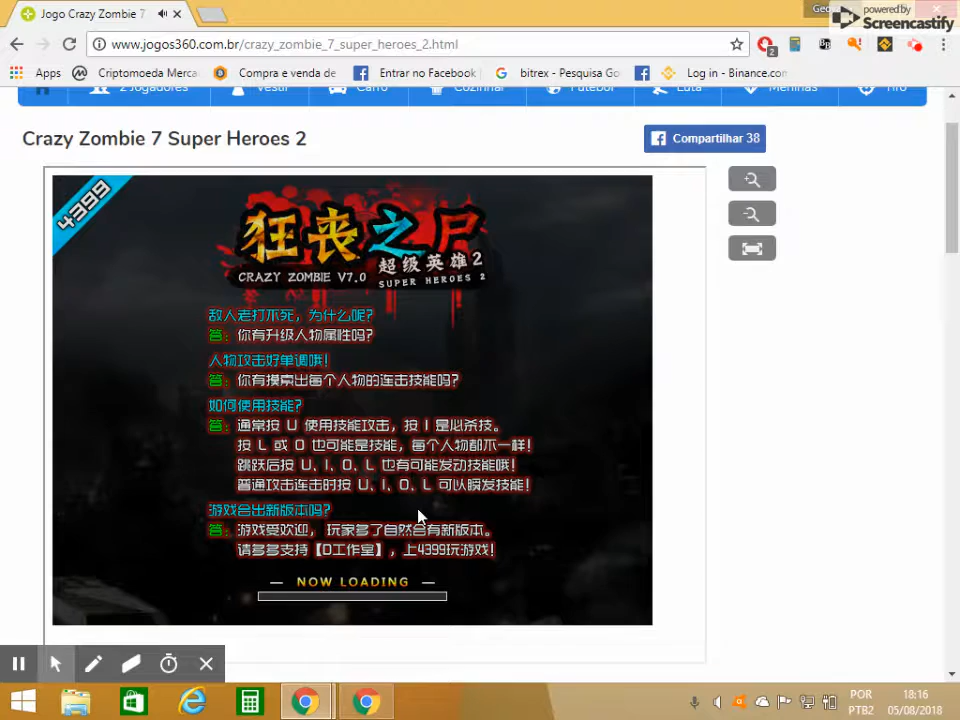 Jogo Crazy Zombie 7
powered by
Screencastify
www.jogos360.com.br/crazy_zombie_7_super_heroes_2.html
2
Apps
Criptomoeda Merca
Compra e venda de
Entrar no Facebook
bitrex - Pesquisa Go
Log in - Binance.con
2 Jogadores
Vestir
Carro
Cozinhar
Futebol
Luta
Meninas
Tiro
Crazy Zombie 7 Super Heroes 2
Compartilhar 38
4399
狂丧之尸
超级英雄2
CRAZY ZOMBIE V7.0
SUPER HEROES 2
敌人老打不死，为什么呢?
答：你有升级人物属性吗?
人物攻击好单调哦!
答：你有摸索出每个人物的连击技能吗?
如何使用技能?
答：通常按 U 使用技能攻击，按 I 是必杀技。
按 L 或 O 也可能是技能，每个人物都不一样!
跳跃后按 U、I、O、L 也有可能发动技能哦!
普通攻击连击时按 U、I、O、L 可以瞬发技能!
游戏会出新版本吗?
答：游戏受欢迎，玩家多了自然会有新版本。
请多多支持【D工作室】，上4399玩游戏!
— NOW LOADING —
POR
PTB2
18:16
05/08/2018